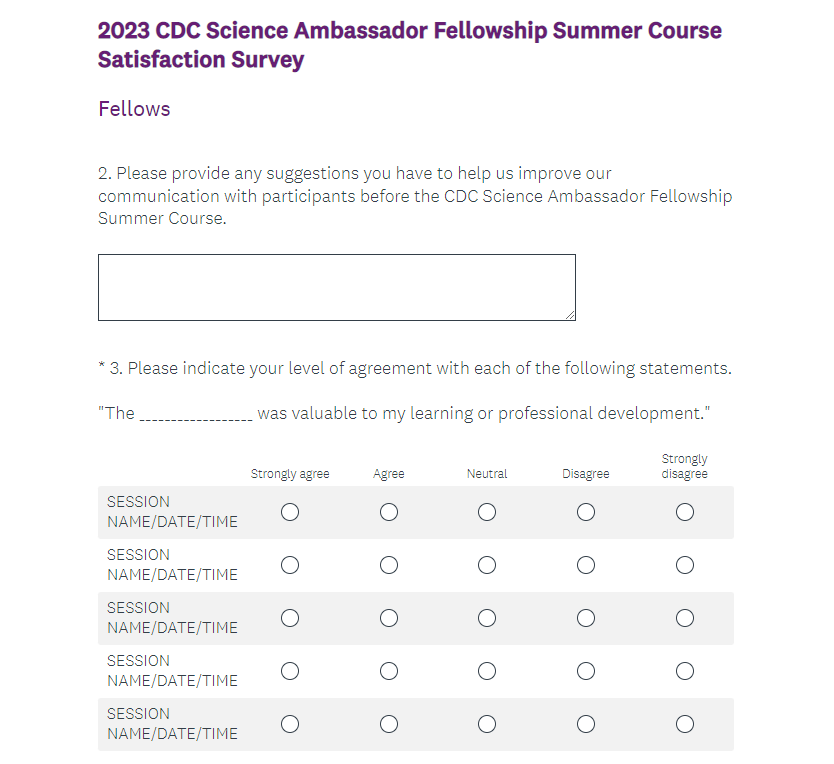 2023 CDC Science Ambassador Fellowship Summer Course
Satisfaction Survey
Fellows
2. Please provide any suggestions you have to help us improve our
communication with participants before the CDC Science Ambassador Fellowship
Summer Course.
* 3. Please indicate your level of agreement with each of the following statements.
"The __________________ was valuable to my learning or professional development."
Strongly agree Agree Neutral Disagree Strongly
disagree
SESSION
NAME/DATE/TIME
SESSION
NAME/DATE/TIME
SESSION
NAME/DATE/TIME
SESSION
NAME/DATE/TIME
SESSION
NAME/DATE/TIME